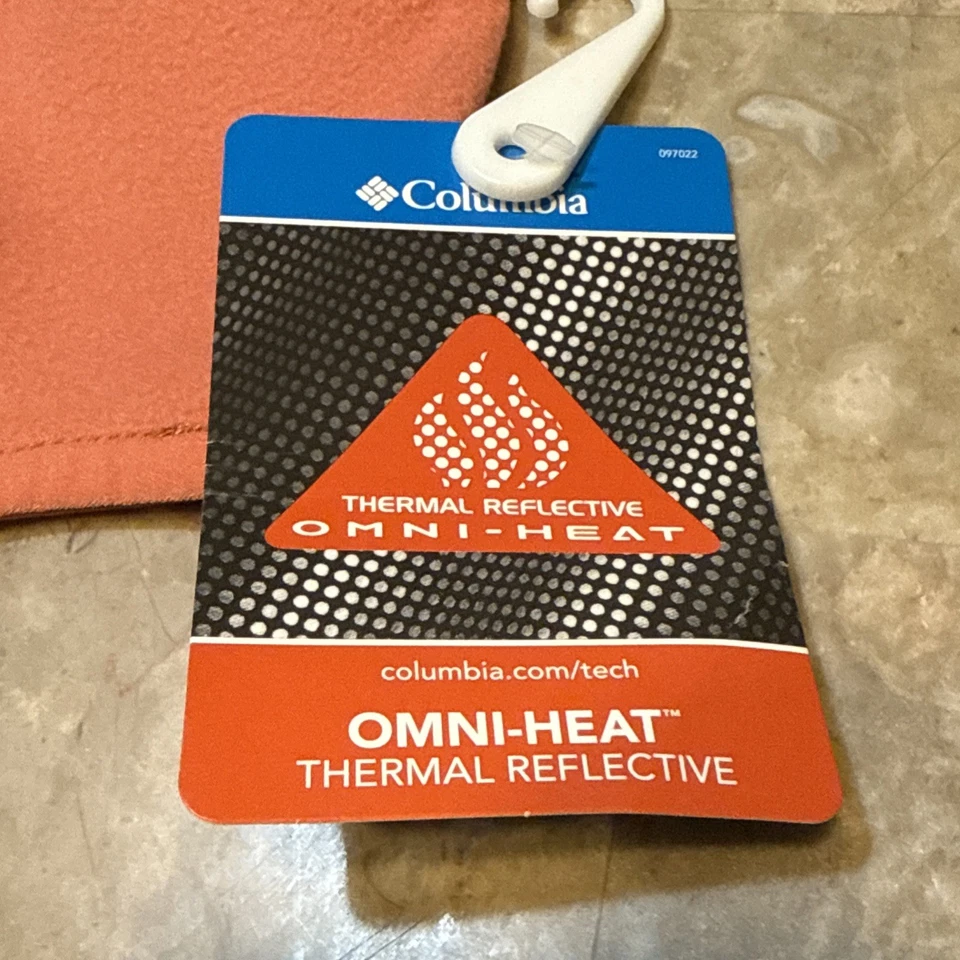 097022
Columbia
THERMAL REFLECTIVE
OMNI-HEAT
columbia.com/tech
OMNI-HEAT™
THERMAL REFLECTIVE